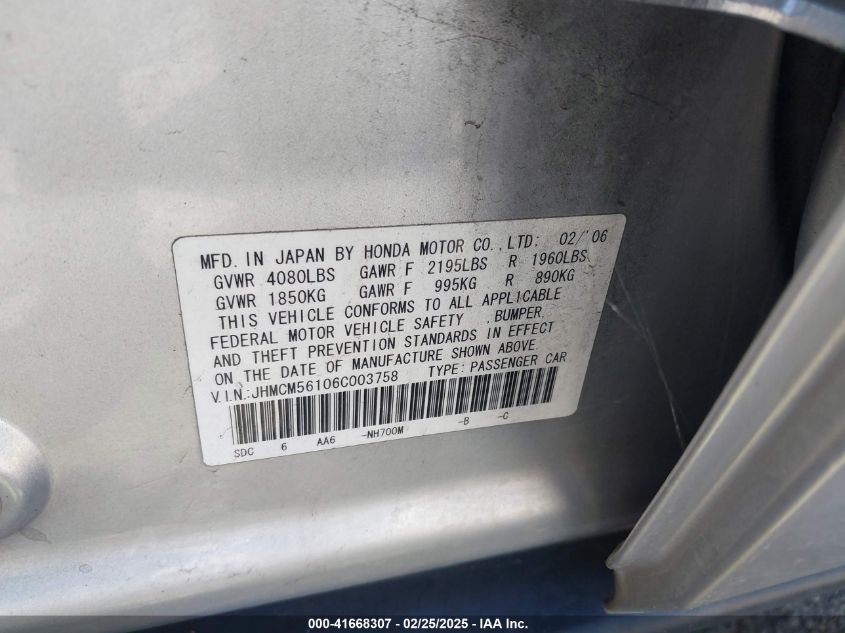 MFD. IN JAPAN BY HONDA MOTOR CO.,LTD: 02/'06
GVWR 4080LBS GAWR F 2195LBS R 1960LBS
GVWR 1850KG GAWR F 995KG R 890KG
THIS VEHICLE CONFORMS TO ALL APPLICABLE
FEDERAL MOTOR VEHICLE SAFETY ,BUMPER,
AND THEFT PREVENTION STANDARDS IN EFFECT
ON THE DATE OF MANUFACTURE SHOWN ABOVE
V.I.N:JHMCM56106C003758 TYPE:PASSENGER CAR
SDC 6 AA6 -NH700M -B -C
000-41668307 - 02/25/2025 - IAA Inc.